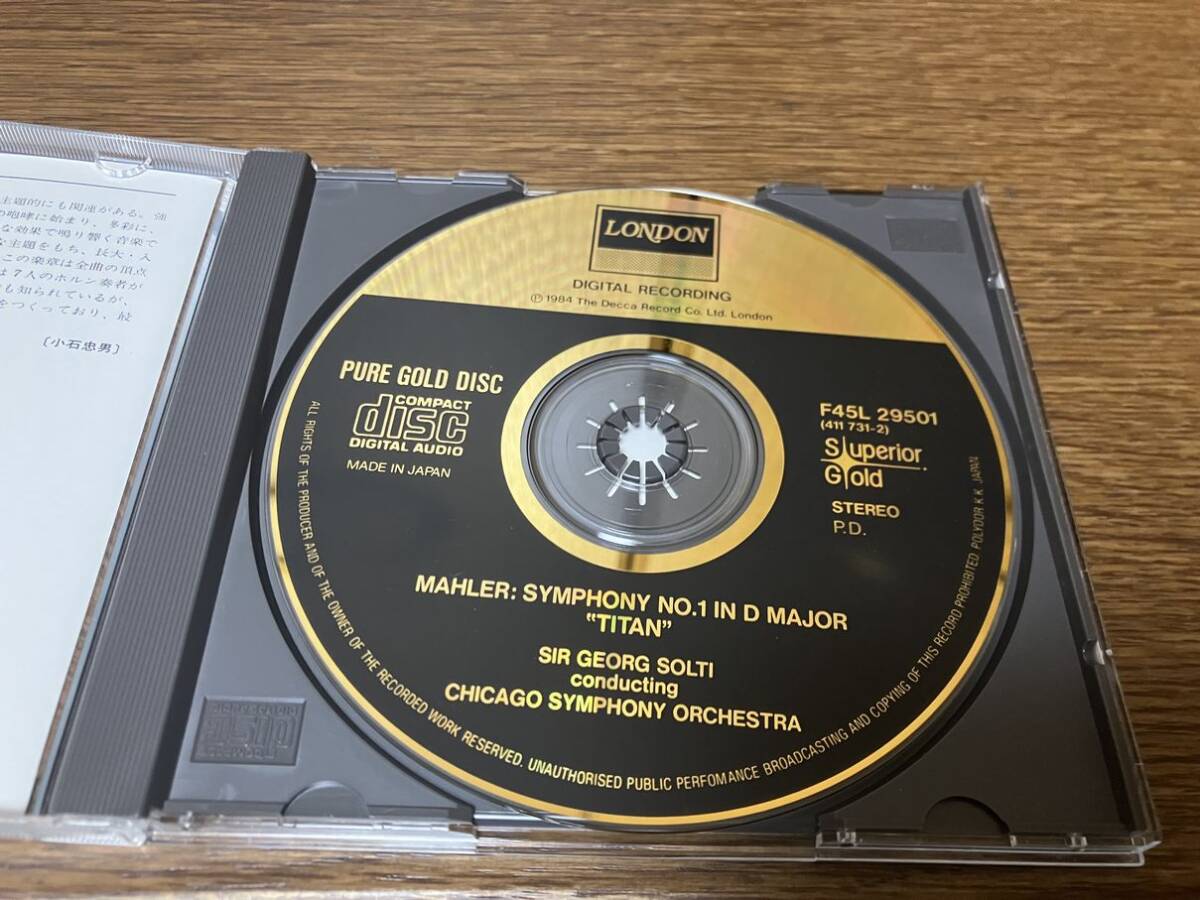 主題的にも関連がある。強
の咆哮に始まり、多彩に、
な効果で鳴り響く音楽で
な主題をもち、長大・入
この楽章は全曲の頂点
は7人のホルン奏者が
も知られているが、
をつくっており、最
〔小石忠男〕
LONDON
DIGITAL RECORDING
Ⓟ 1984 The Decca Record Co. Ltd. London
PURE GOLD DISC
COMPACT
disc
DIGITAL AUDIO
MADE IN JAPAN
F45L 29501
(411 731-2)
Superior
Gold
STEREO
P.D.
MAHLER: SYMPHONY NO.1 IN D MAJOR
"TITAN"
SIR GEORG SOLTI
conducting
CHICAGO SYMPHONY ORCHESTRA
ALL RIGHTS OF THE PRODUCER AND OF THE OWNER OF THE RECORDED WORK RESERVED. UNAUTHORISED PUBLIC PERFOMANCE BROADCASTING AND COPYING OF THIS RECORD PROHIBITED POLYDOR K.K. JAPAN